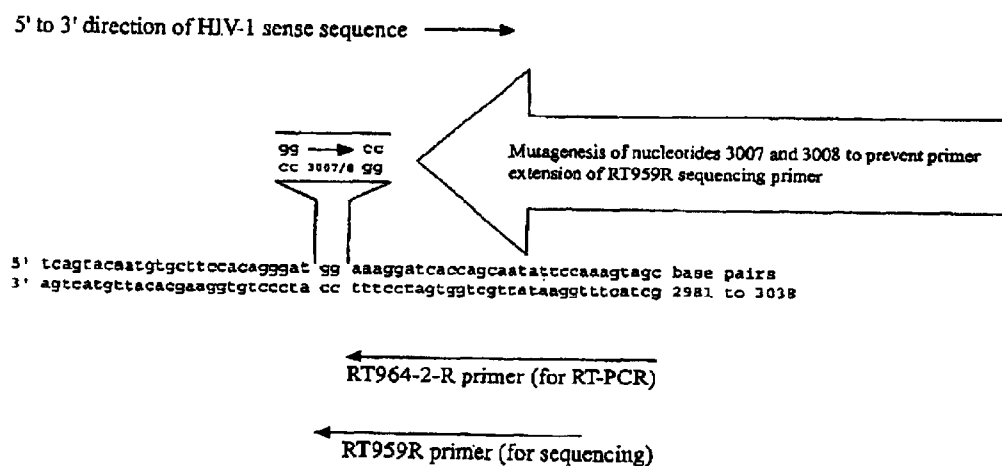 5' to 3' direction of HIV-1 sense sequence
gg cc
cc 3007/8 gg
Mutagenesis of nucleotides 3007 and 3008 to prevent primer
extension of RT959R sequencing primer
5' tcagtacaatgtgcttccacagggat gg aaaggatcaccagcaatattccaaagtagc base pairs
3' agtcatgttacacgaaggtgtcccta cc tttcctagtggtcgttataaggtttcatcg 2981 to 3038
RT964-2-R primer (for RT-PCR)
RT959R primer (for sequencing)